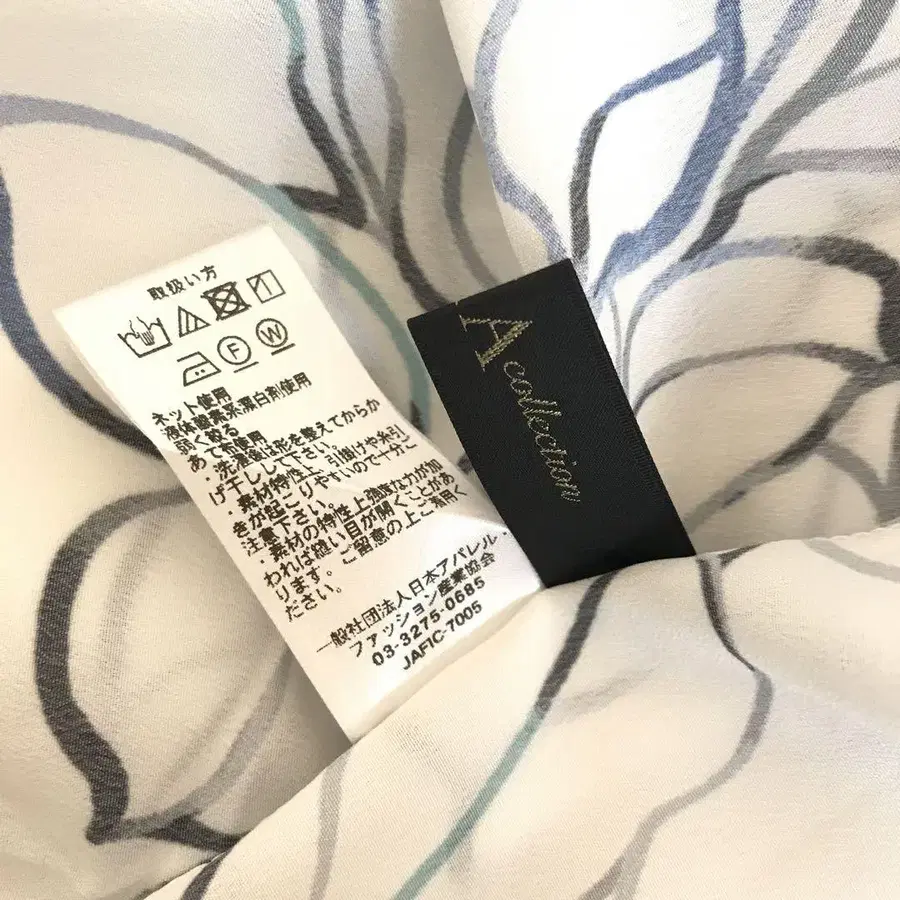 取扱い方
F W
ネット使用
液体酸素系漂白剤使用
弱く絞る
あて布使用
・洗濯後は形を整えてからか
げ干しして下さい。
・素材特性上、引掛けや糸引
きが起こりやすいので十分ご
注意下さい。
・素材の特性上強度な力が加
われば縫い目が開くことがあ
ります。ご留意の上ご着用く
ださい。
一般社団法人日本アパレル・
ファッション産業協会
03-3275-0685
JAFIC-7005
A collection